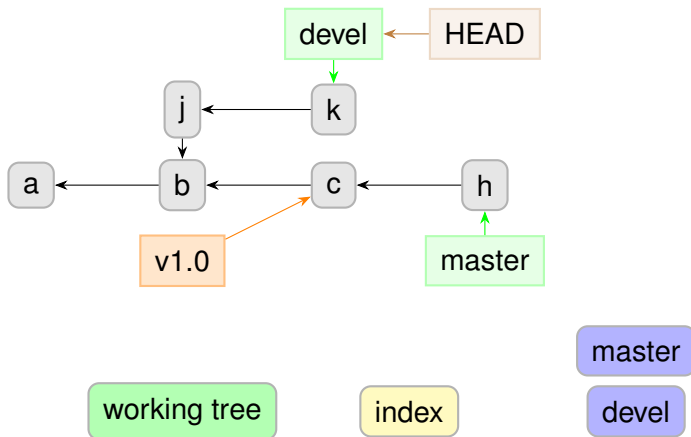 devel HEAD
j k
a b c h
v1.0 master
master
working tree index devel